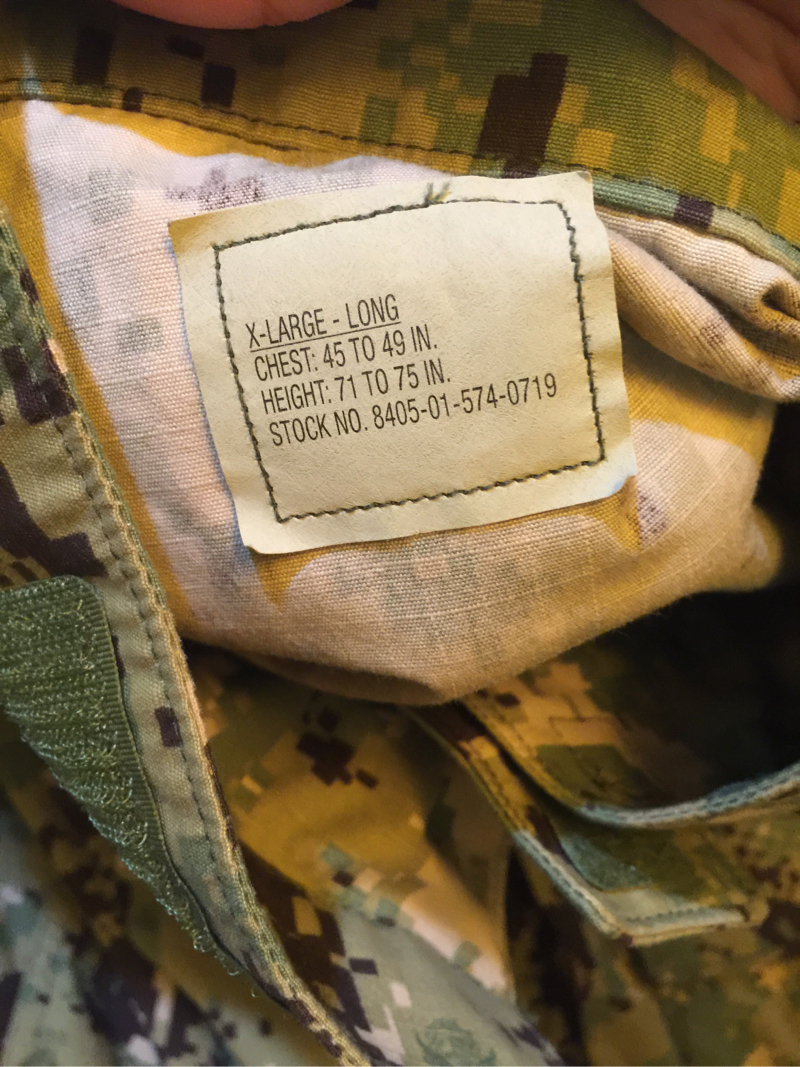 X-LARGE - LONG
CHEST: 45 TO 49 IN.
HEIGHT: 71 TO 75 IN.
STOCK NO. 8405-01-574-0719